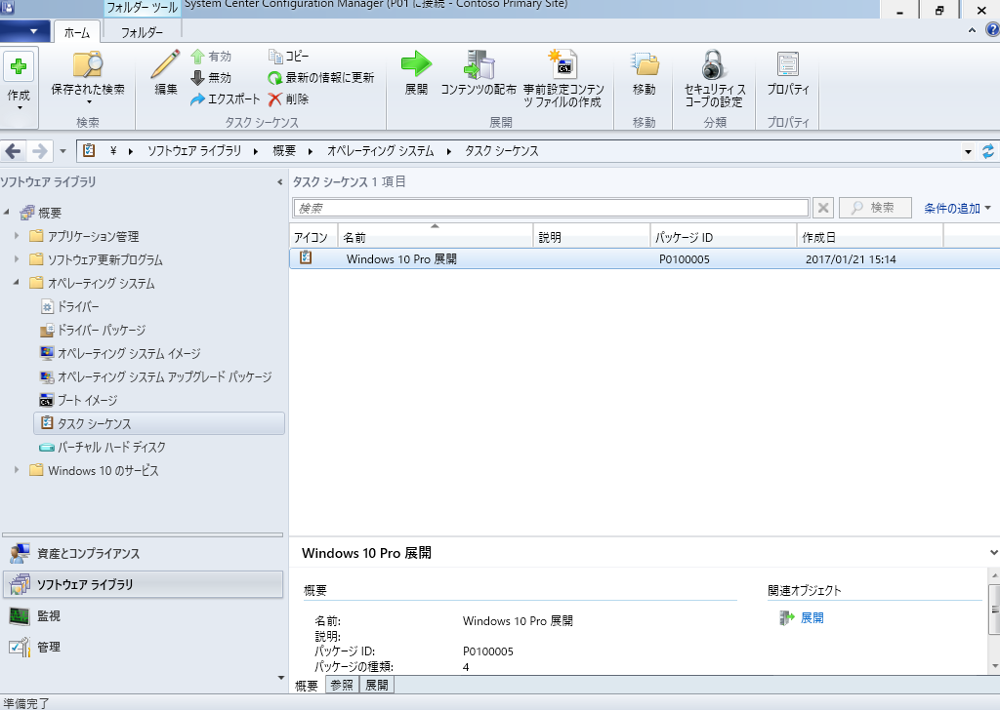 フォルダー ツール
System Center Configuration Manager (P01 に接続 - Contoso Primary Site)
ホーム
フォルダー
作成
保存された検索
検索
編集
有効
無効
エクスポート
コピー
最新の情報に更新
削除
タスク シーケンス
展開
コンテンツの配布
事前設定コンテン
ツ ファイルの作成
展開
移動
移動
セキュリティ ス
コープの設定
分類
プロパティ
プロパティ
¥ ソフトウェア ライブラリ 概要 オペレーティング システム タスク シーケンス
ソフトウェア ライブラリ
概要
アプリケーション管理
ソフトウェア更新プログラム
オペレーティング システム
ドライバー
ドライバー パッケージ
オペレーティング システム イメージ
オペレーティング システム アップグレード パッケージ
ブート イメージ
タスク シーケンス
バーチャル ハード ディスク
Windows 10 のサービス
資産とコンプライアンス
ソフトウェア ライブラリ
監視
管理
タスク シーケンス 1 項目
検索
検索
条件の追加
アイコン 名前 説明 パッケージ ID 作成日
Windows 10 Pro 展開 P0100005 2017/01/21 15:14
Windows 10 Pro 展開
概要
名前: Windows 10 Pro 展開
説明:
パッケージ ID: P0100005
パッケージの種類: 4
関連オブジェクト
展開
概要 参照 展開
準備完了